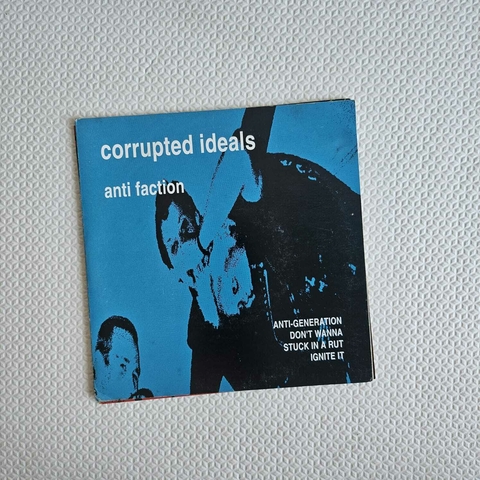 corrupted ideals
anti faction
ANTI-GENERATION
DON'T WANNA
STUCK IN A RUT
IGNITE IT